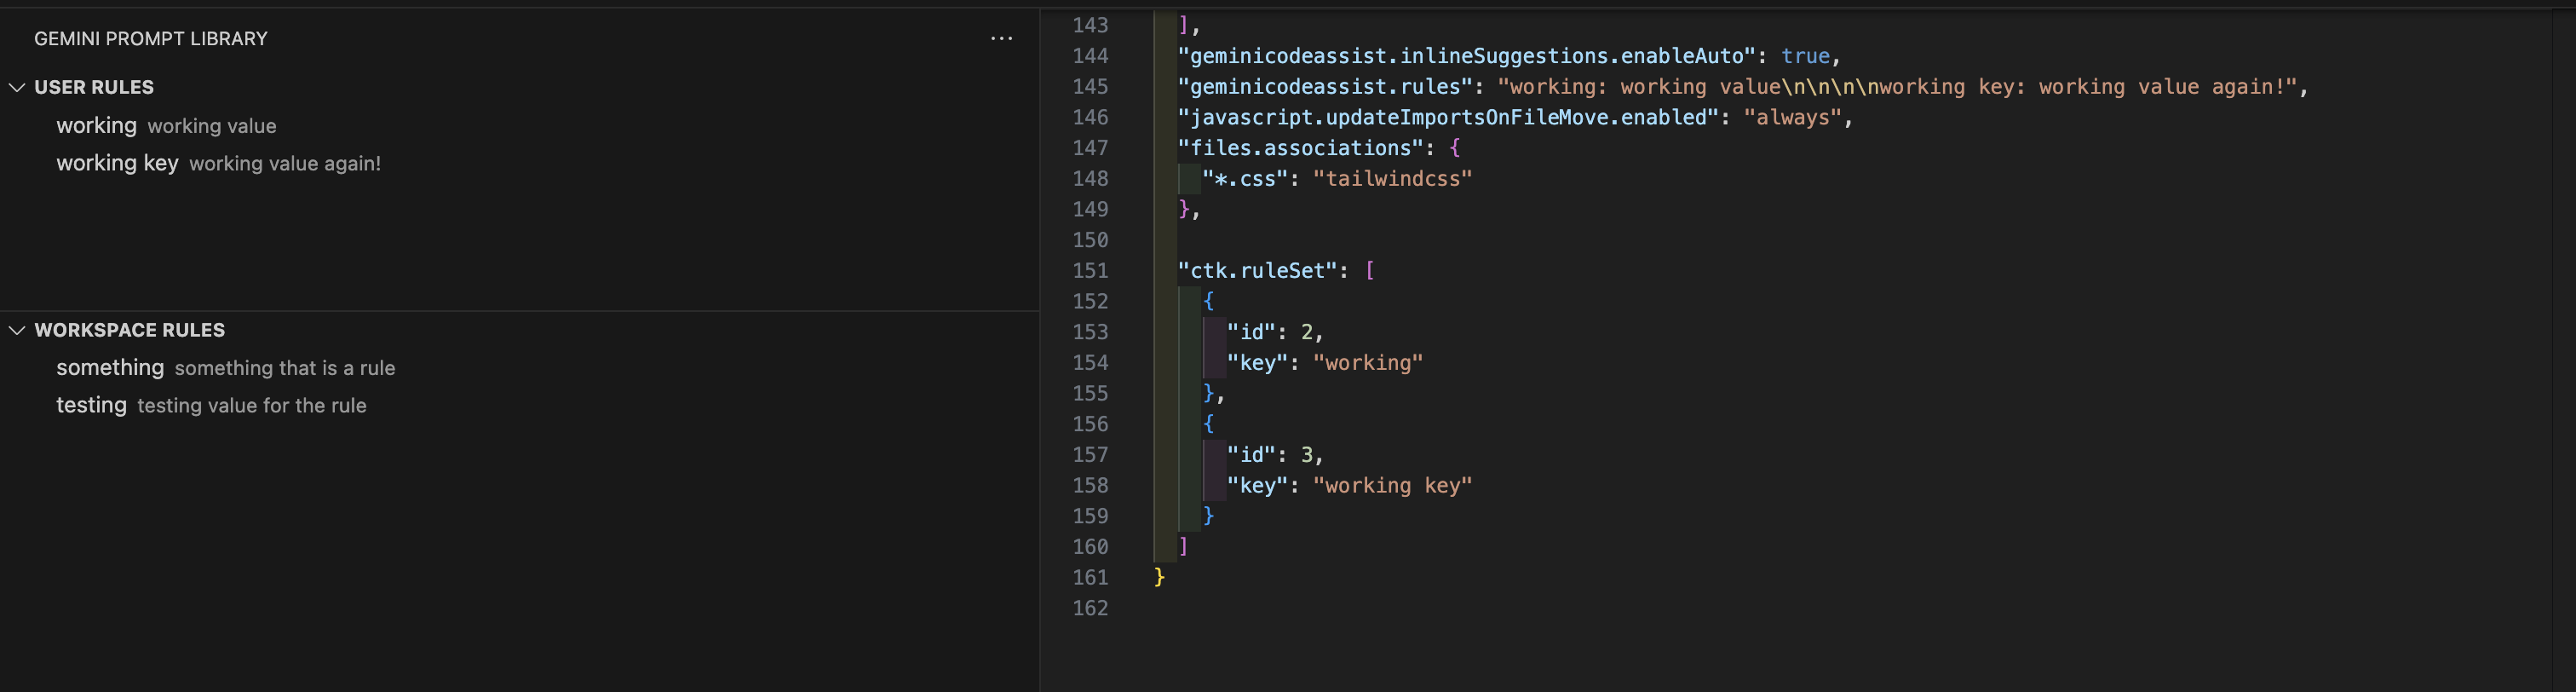 GEMINI PROMPT LIBRARY
USER RULES
working working value
working key working value again!
WORKSPACE RULES
something something that is a rule
testing testing value for the rule
143 ],
144 "geminicodeassist.inlineSuggestions.enableAuto": true,
145 "geminicodeassist.rules": "working: working value\n\n\n\nworking key: working value again!",
146 "javascript.updateImportsOnFileMove.enabled": "always",
147 "files.associations": {
148 "*.css": "tailwindcss"
149 },
150
151 "ctk.ruleSet": [
152 {
153 "id": 2,
154 "key": "working"
155 },
156 {
157 "id": 3,
158 "key": "working key"
159 }
160 ]
161 }
162